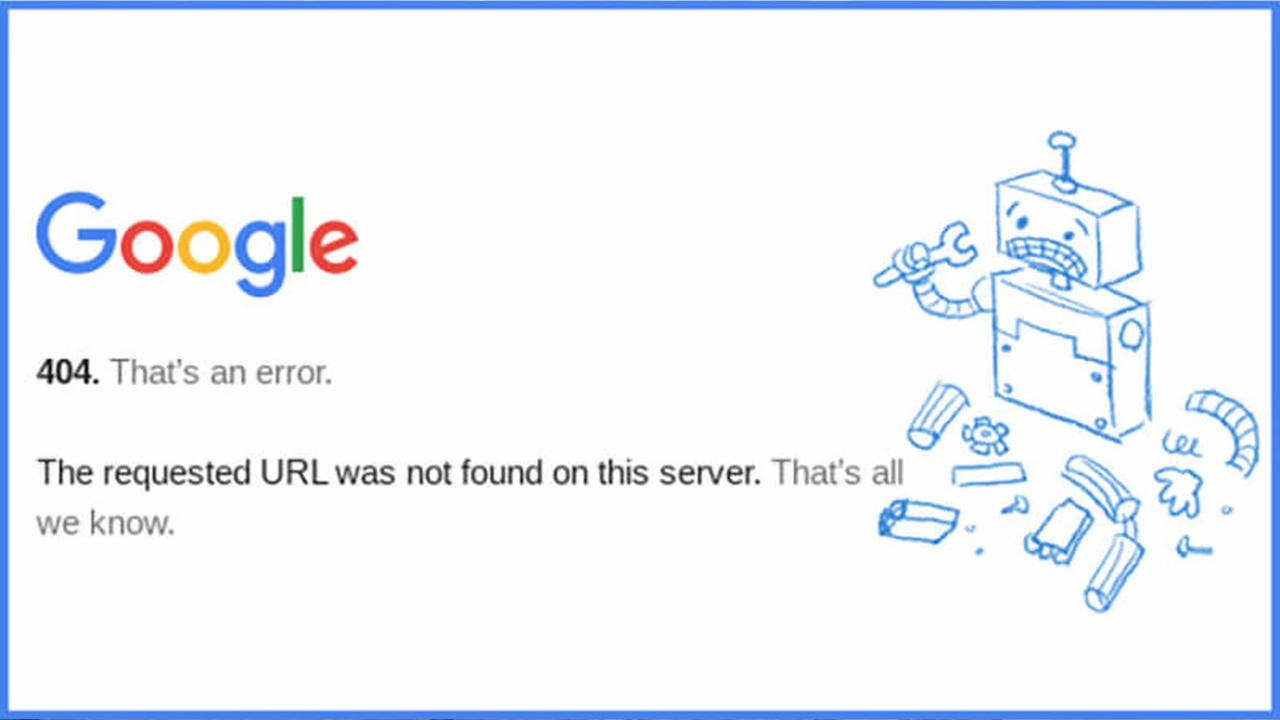 Google
404. That’s an error.
The requested URL was not found on this server. That’s all
we know.